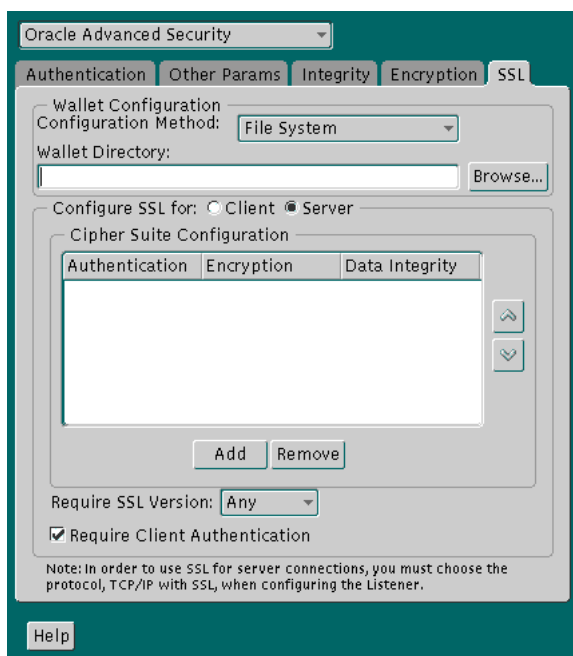 Oracle Advanced Security
Authentication Other Params Integrity Encryption SSL
Wallet Configuration
Configuration Method: File System
Wallet Directory:
Browse...
Configure SSL for: Client Server
Cipher Suite Configuration
Authentication Encryption Data Integrity
Add Remove
Require SSL Version: Any
Require Client Authentication
Note: In order to use SSL for server connections, you must choose the
protocol, TCP/IP with SSL, when configuring the Listener.
Help